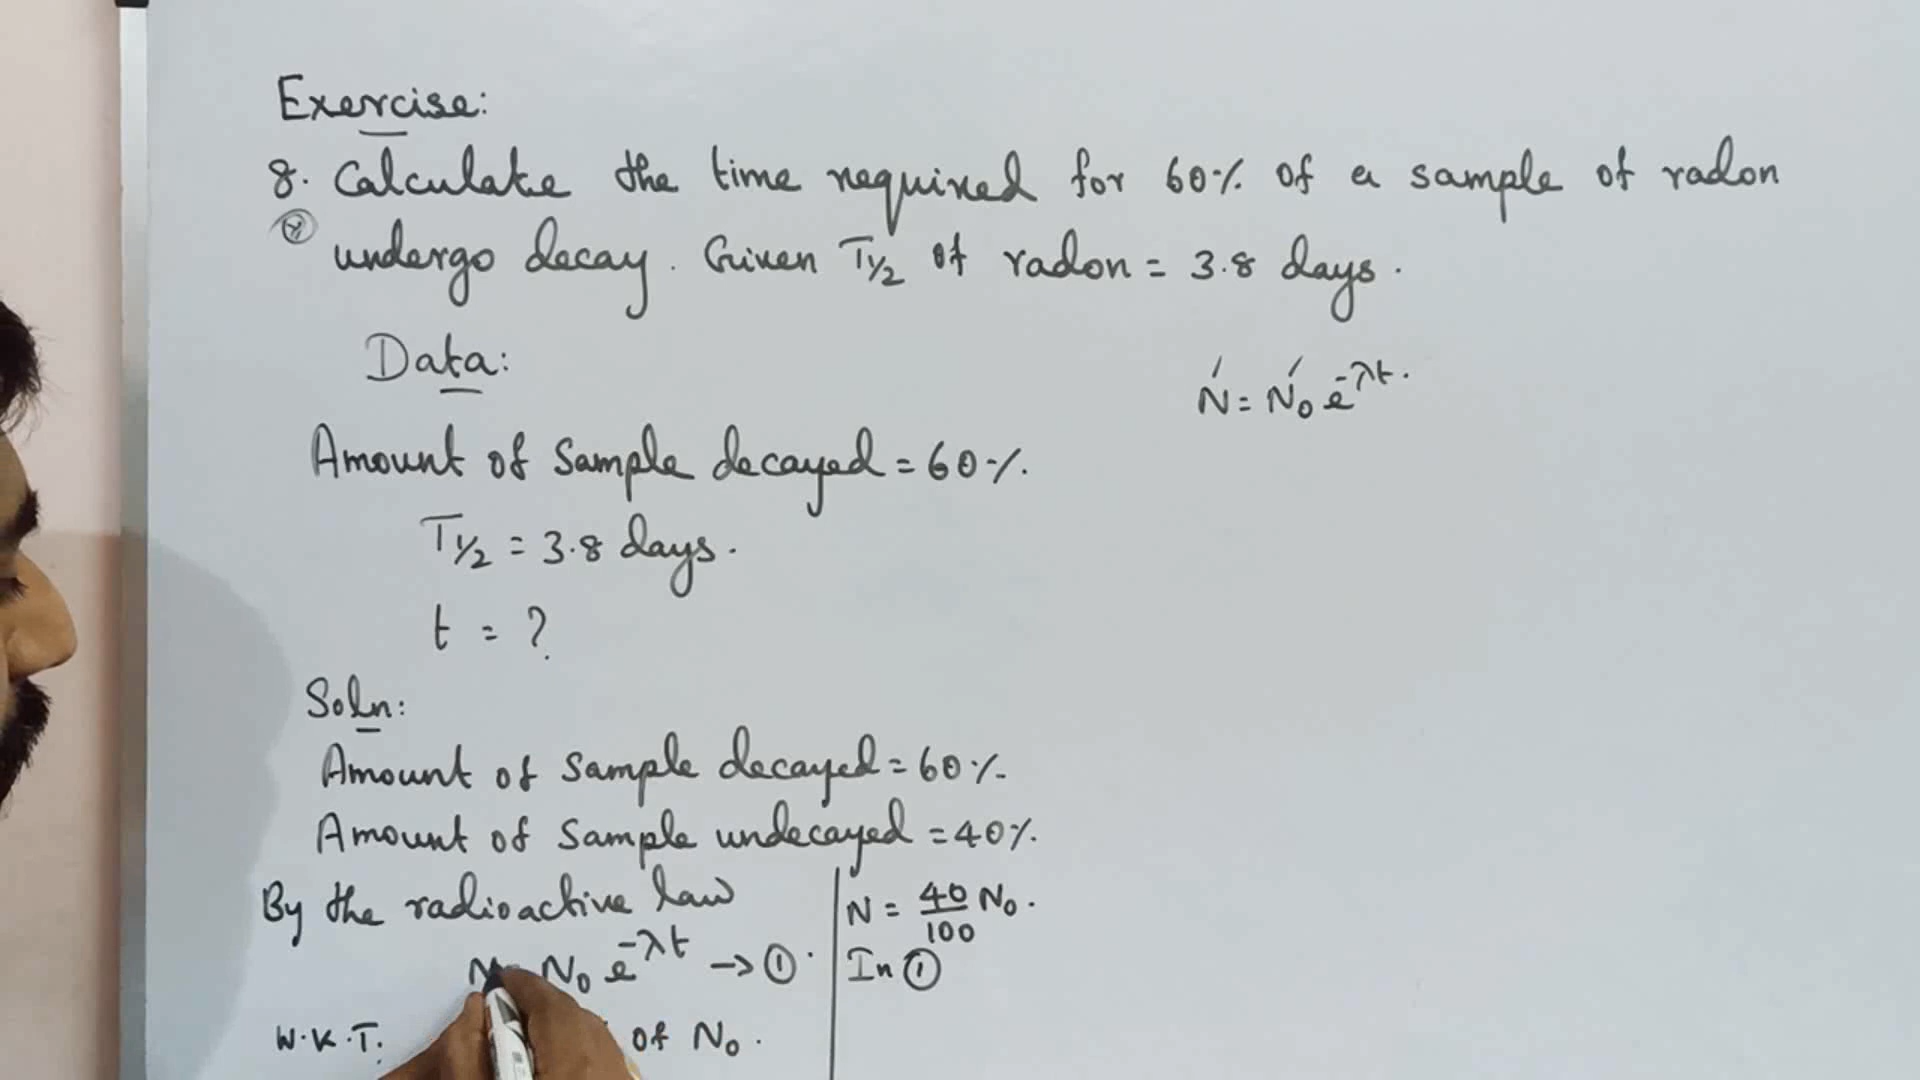 Exercise:
8. Calculate the time required for 60% of a sample of radon
undergo decay. Given T1/2 of radon = 3.8 days.
Data:
N = N₀ e^-λt.
Amount of sample decayed = 60%.
T1/2 = 3.8 days.
t = ?
Soln:
Amount of sample decayed = 60%.
Amount of sample undecayed = 40%.
By the radioactive law
N = N₀ e^-λt → ①.
W.K.T. of N₀.
N = 40/100 N₀.
In ①